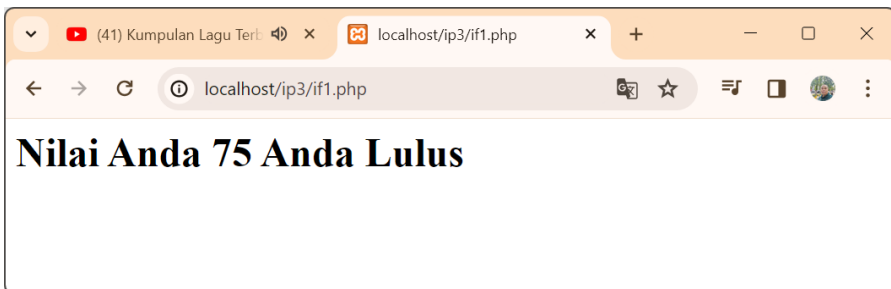 (41) Kumpulan Lagu Terb
localhost/ip3/if1.php
localhost/ip3/if1.php
Nilai Anda 75 Anda Lulus